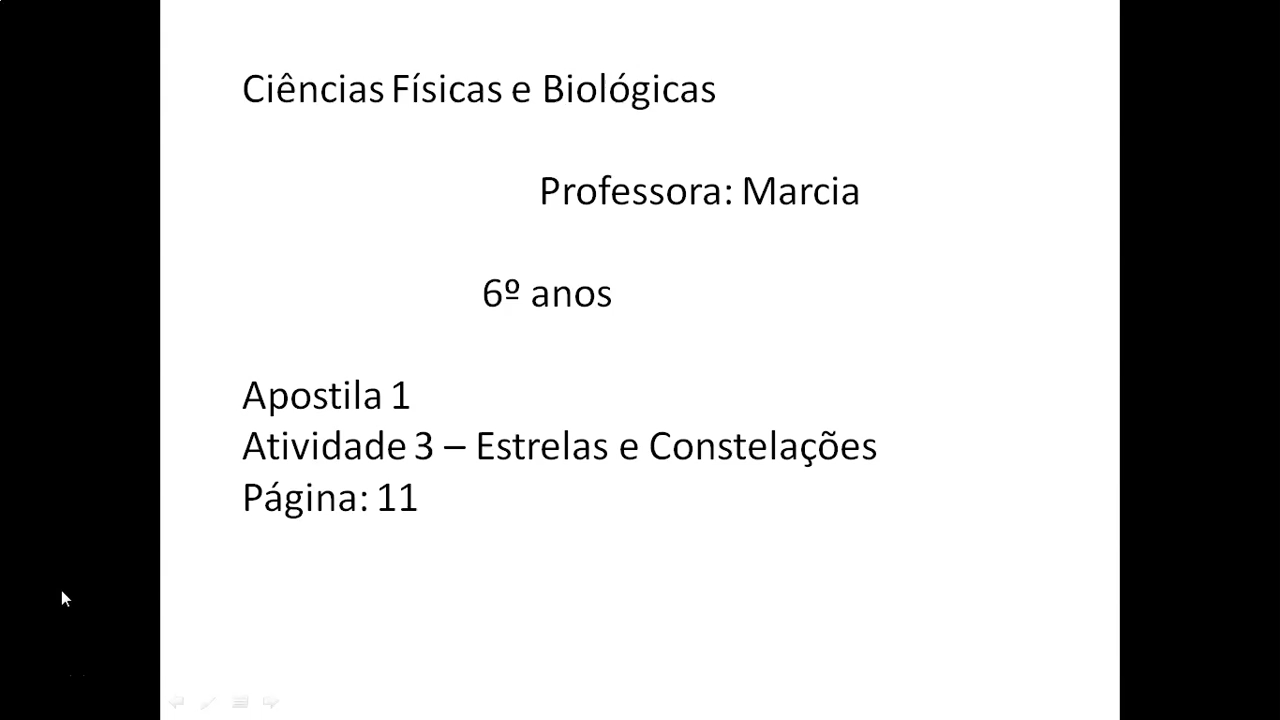 Ciências Físicas e Biológicas
Professora: Marcia
6º anos
Apostila 1
Atividade 3 – Estrelas e Constelações
Página: 11